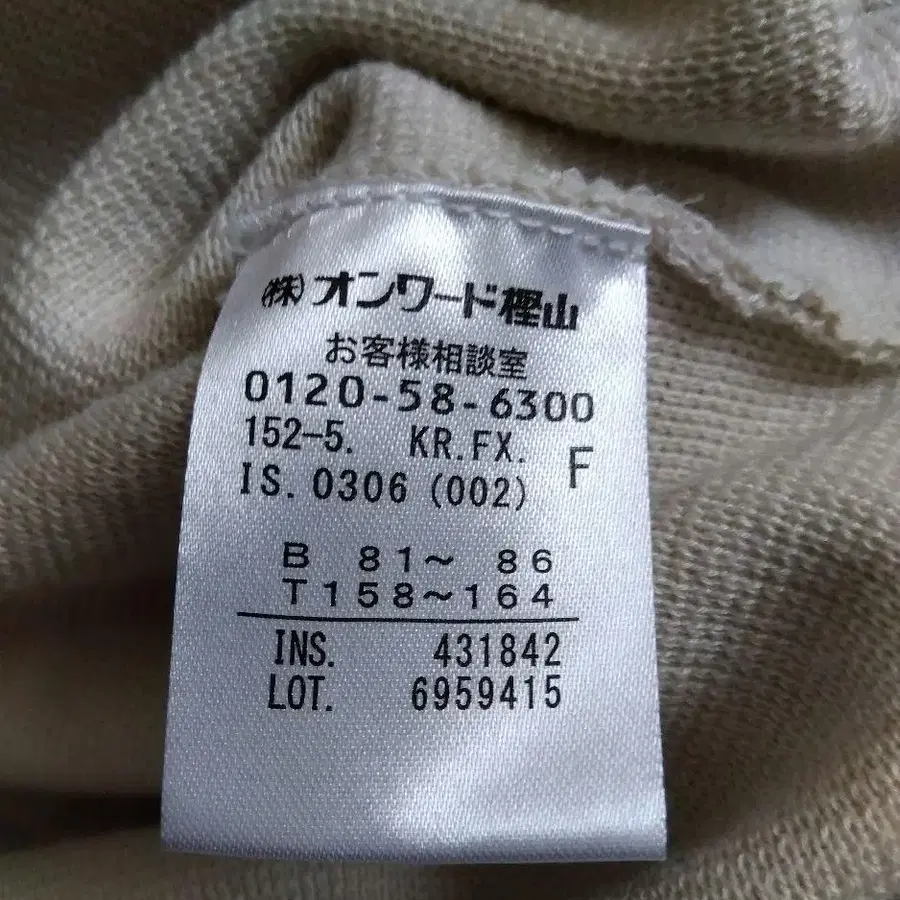 (株)オンワード樫山
お客様相談室
0120-58-6300
152-5. KR.FX. F
IS. 0306 (002)
B 81～ 86
T158～164
INS. 431842
LOT. 6959415